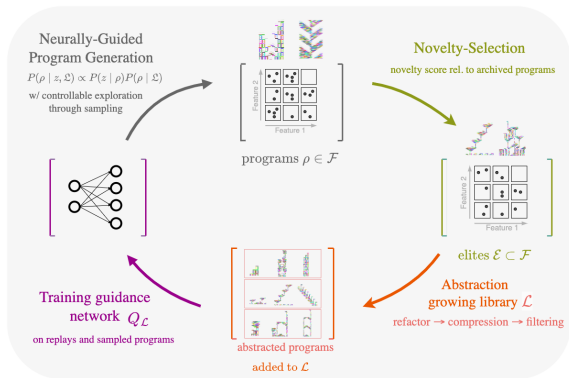 Neurally-Guided
Program Generation
P(ρ | z, 𝔏) ∝ P(z | ρ)P(ρ | 𝔏)
w/ controllable exploration
through sampling
Feature 2
Feature 1
programs ρ ∈ ℱ
Novelty-Selection
novelty score rel. to archived programs
Feature 2
Feature 1
elites ℰ ⊂ ℱ
Abstraction
growing library ℒ
refactor → compression → filtering
abstracted programs
added to ℒ
Training guidance
network Q_ℒ
on replays and sampled programs